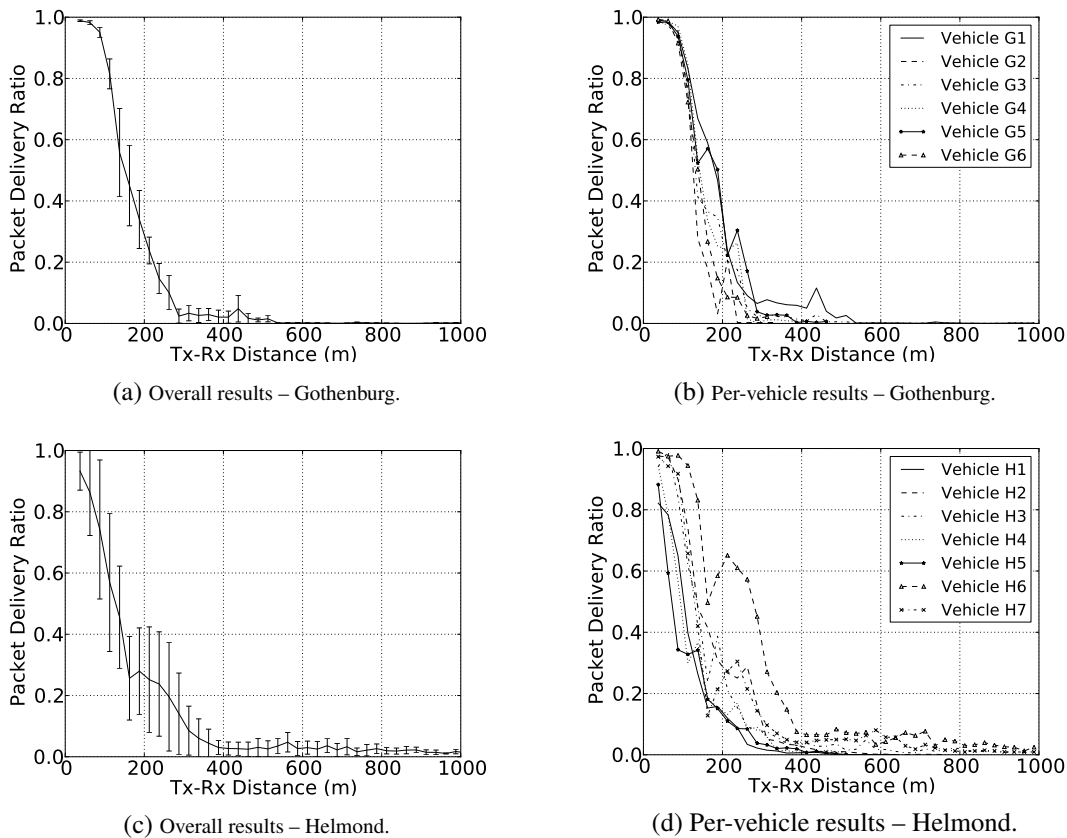 1.0
0.8
0.6
0.4
0.2
0.0
0
200
400
600
800
1000
Packet Delivery Ratio
Tx-Rx Distance (m)
(a) Overall results – Gothenburg.
1.0
0.8
0.6
0.4
0.2
0.0
0
200
400
600
800
1000
Packet Delivery Ratio
Tx-Rx Distance (m)
Vehicle G1
Vehicle G2
Vehicle G3
Vehicle G4
Vehicle G5
Vehicle G6
(b) Per-vehicle results – Gothenburg.
1.0
0.8
0.6
0.4
0.2
0.0
0
200
400
600
800
1000
Packet Delivery Ratio
Tx-Rx Distance (m)
(c) Overall results – Helmond.
1.0
0.8
0.6
0.4
0.2
0.0
0
200
400
600
800
1000
Packet Delivery Ratio
Tx-Rx Distance (m)
Vehicle H1
Vehicle H2
Vehicle H3
Vehicle H4
Vehicle H5
Vehicle H6
Vehicle H7
(d) Per-vehicle results – Helmond.